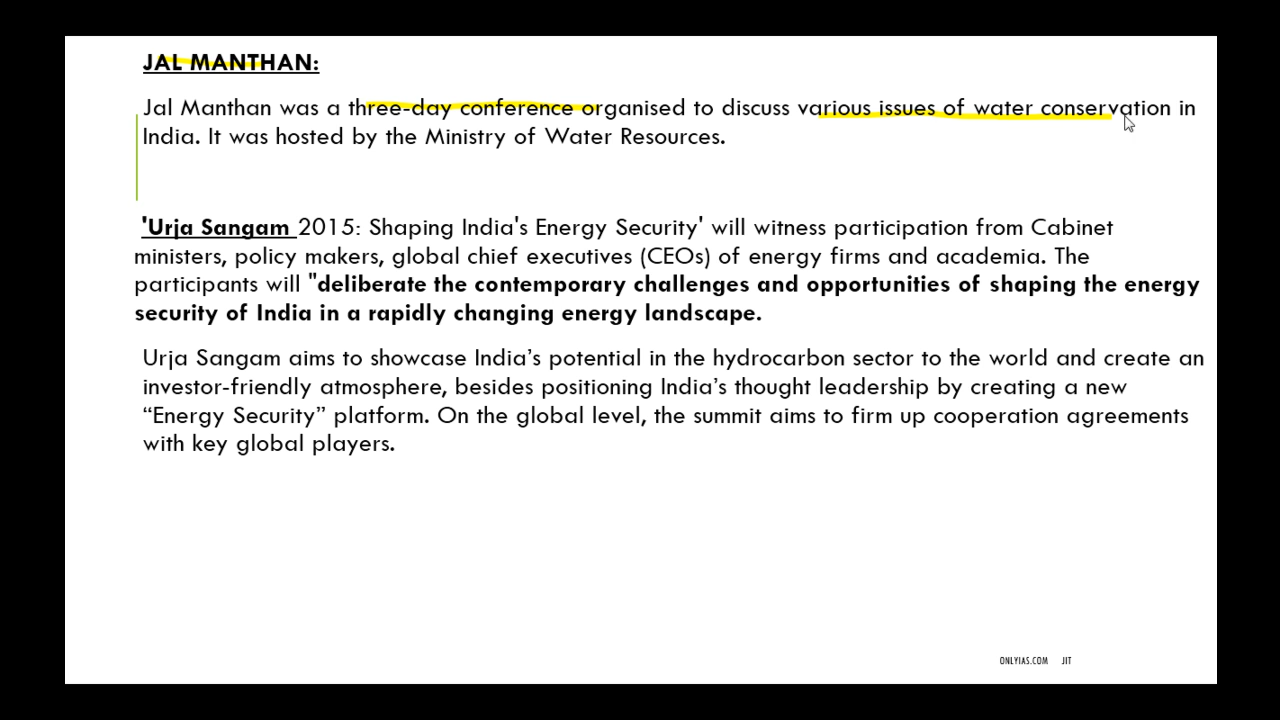 JAL MANTHAN:
Jal Manthan was a three-day conference organised to discuss various issues of water conservation in
India. It was hosted by the Ministry of Water Resources.
'Urja Sangam 2015: Shaping India's Energy Security' will witness participation from Cabinet
ministers, policy makers, global chief executives (CEOs) of energy firms and academia. The
participants will "deliberate the contemporary challenges and opportunities of shaping the energy
security of India in a rapidly changing energy landscape.
Urja Sangam aims to showcase India’s potential in the hydrocarbon sector to the world and create an
investor-friendly atmosphere, besides positioning India’s thought leadership by creating a new
“Energy Security” platform. On the global level, the summit aims to firm up cooperation agreements
with key global players.
ONLYIAS.COM JIT